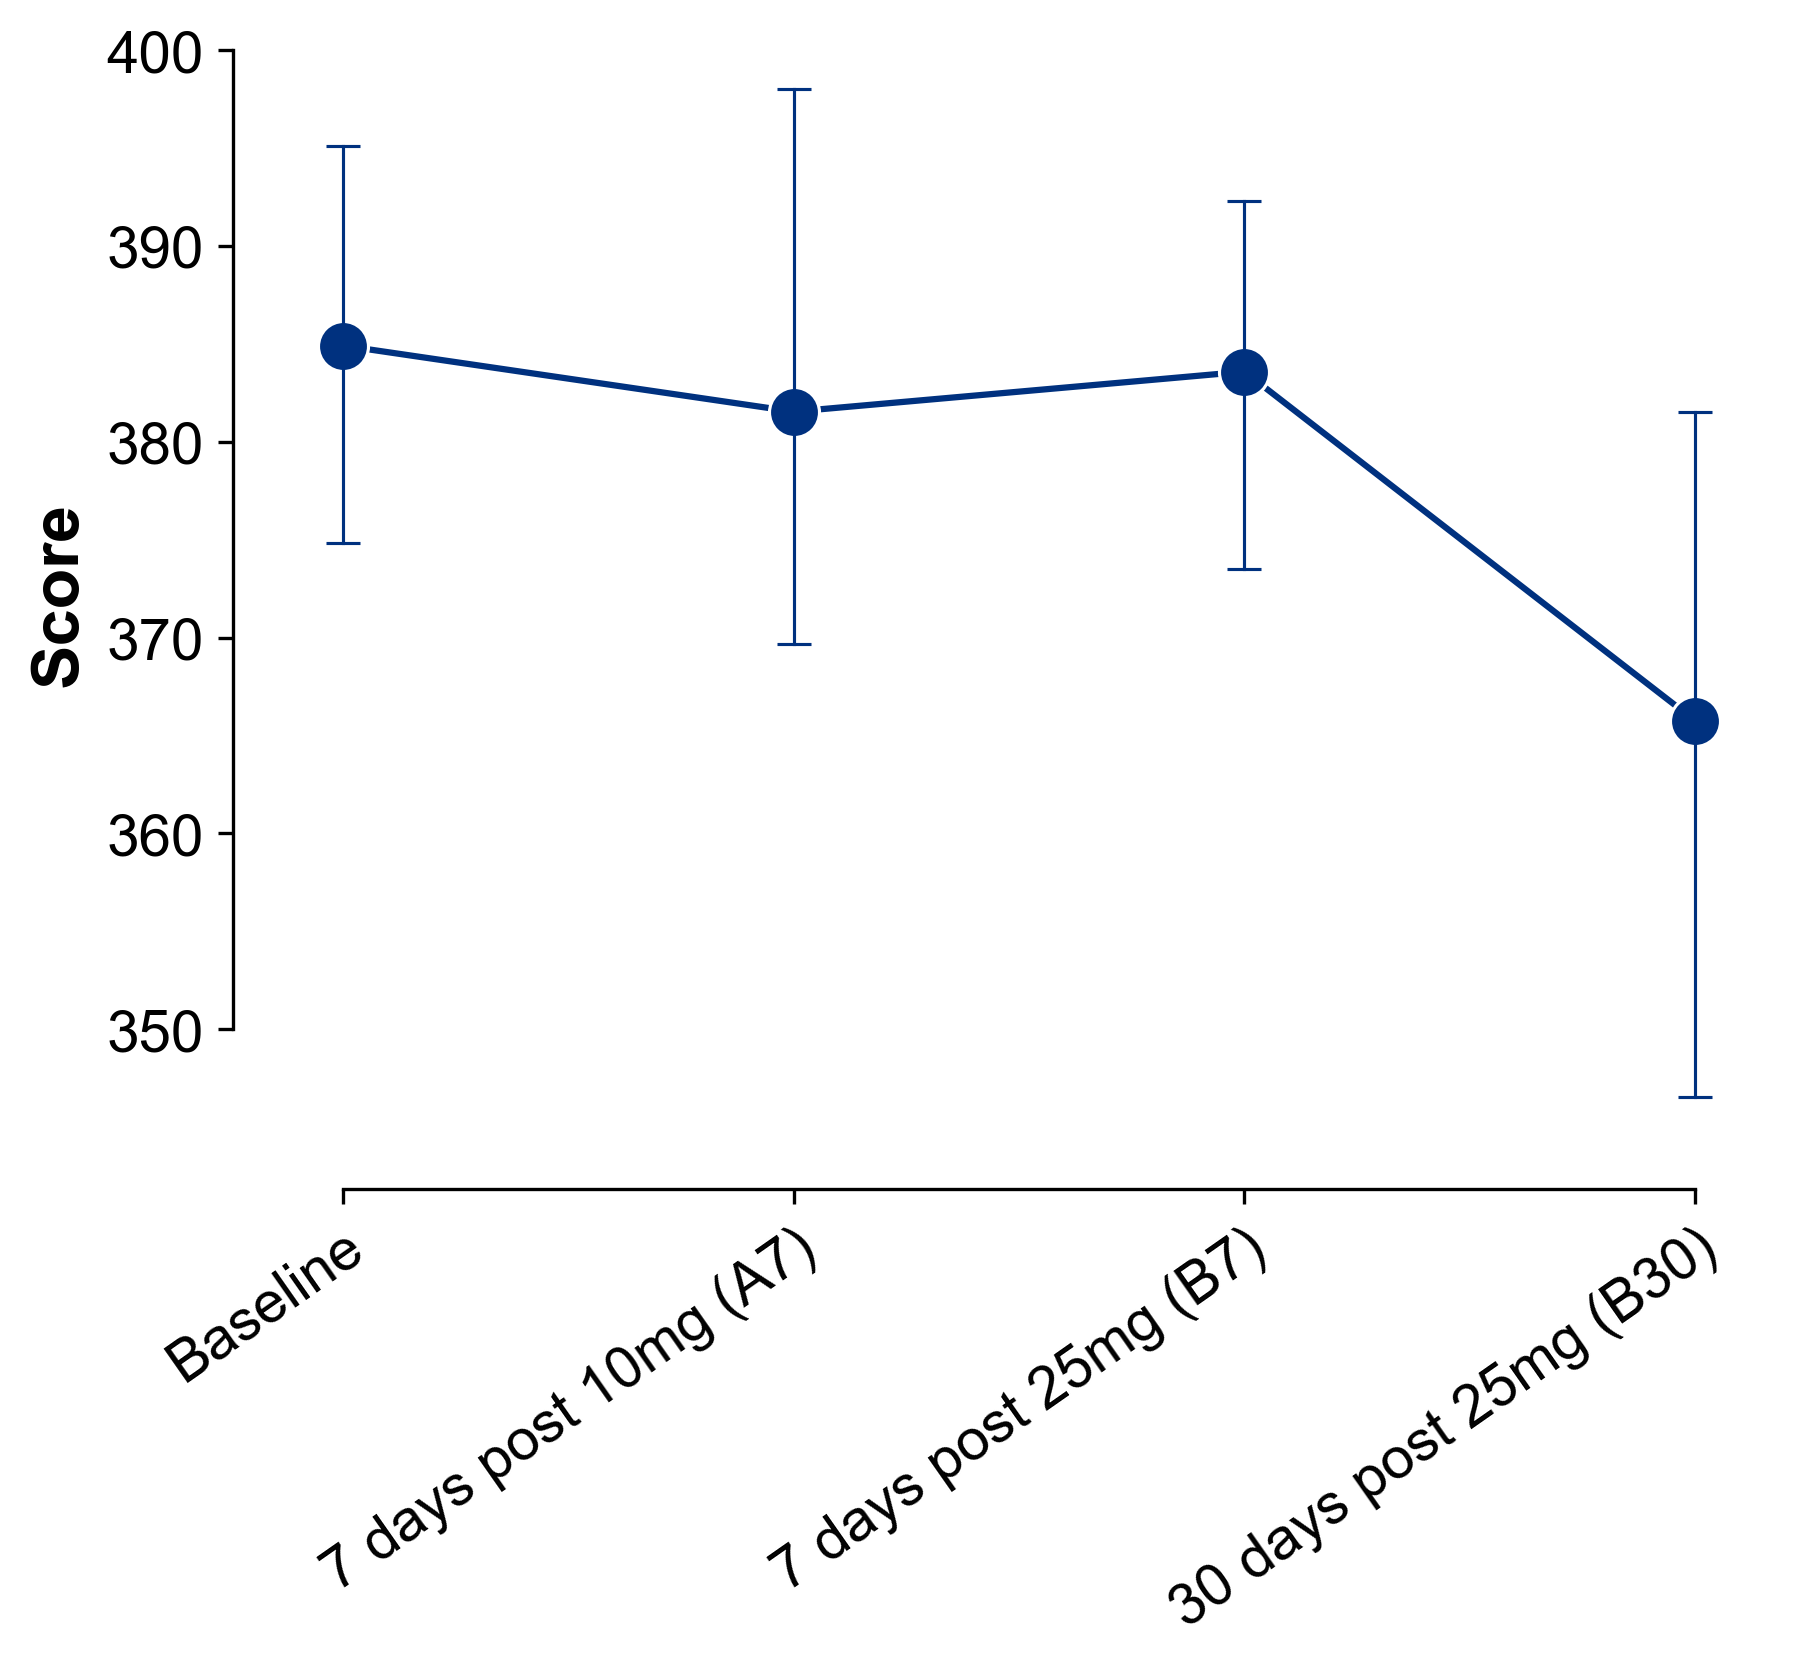 400
390
380
370
360
350
Score
Baseline
7 days post 10mg (A7)
7 days post 25mg (B7)
30 days post 25mg (B30)